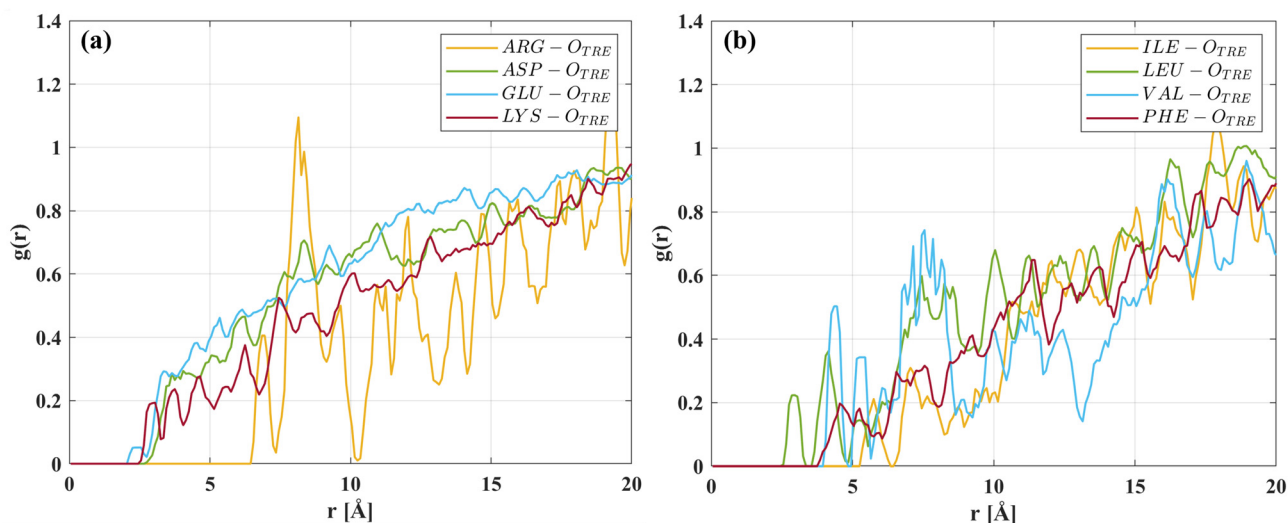 (a)
ARG − O_TRE
ASP − O_TRE
GLU − O_TRE
LYS − O_TRE
1.4
1.2
1
0.8
0.6
0.4
0.2
0
g(r)
0 5 10 15 20
r [Å]
(b)
ILE − O_TRE
LEU − O_TRE
VAL − O_TRE
PHE − O_TRE
1.4
1.2
1
0.8
0.6
0.4
0.2
0
g(r)
0 5 10 15 20
r [Å]